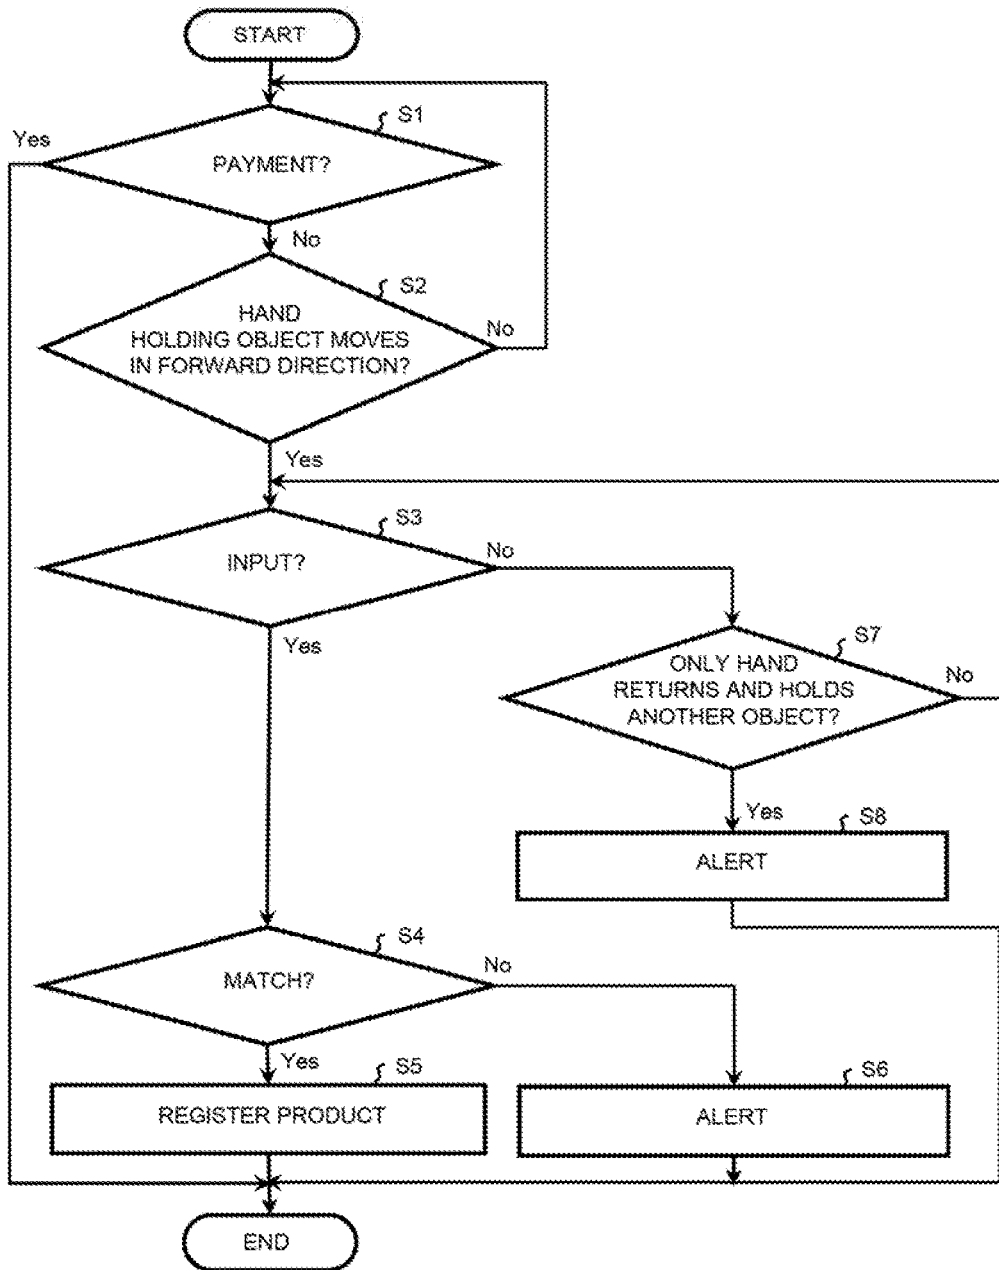 START
S1
Yes
PAYMENT?
No
S2
HAND
HOLDING OBJECT MOVES
IN FORWARD DIRECTION?
No
Yes
S3
INPUT?
No
Yes
S7
ONLY HAND
RETURNS AND HOLDS
ANOTHER OBJECT?
No
Yes
S8
ALERT
S4
MATCH?
No
Yes
S5
REGISTER PRODUCT
S6
ALERT
END